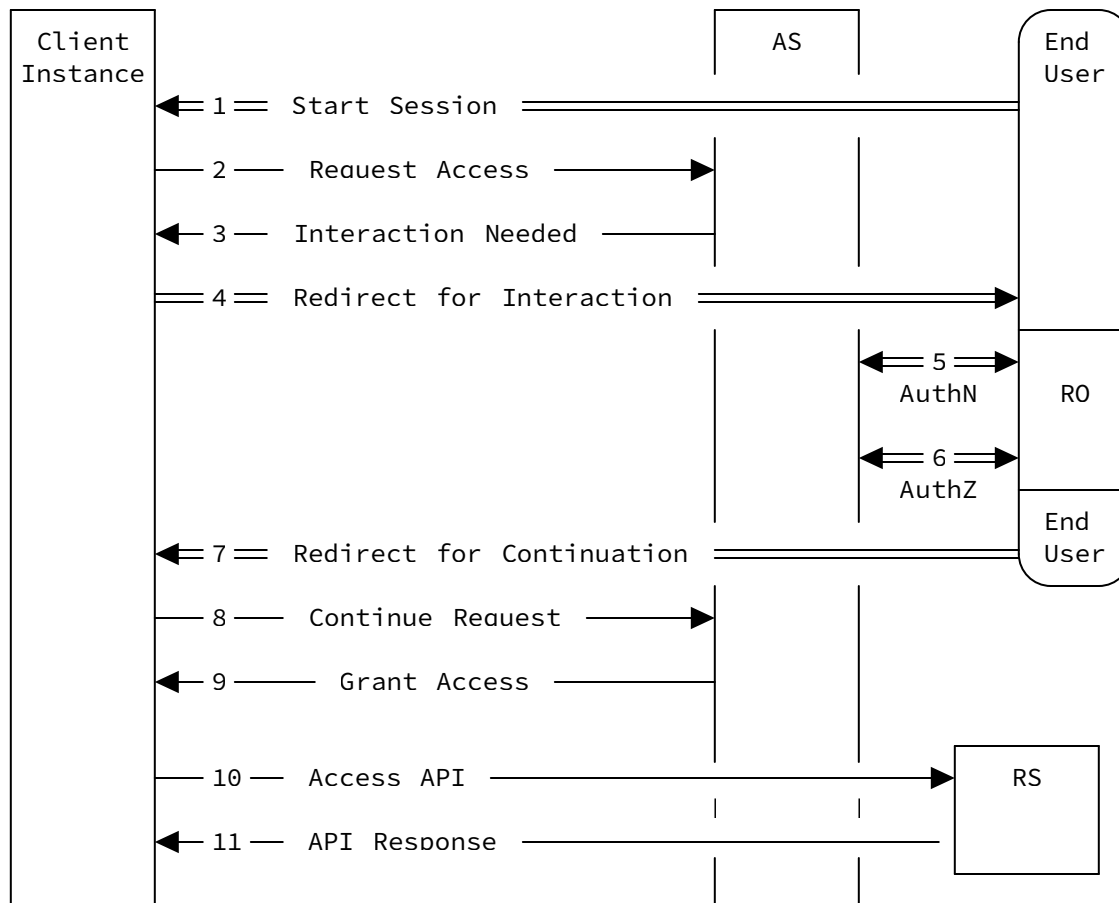 Client
Instance
AS
End
User
1 Start Session
2 Request Access
3 Interaction Needed
4 Redirect for Interaction
5
AuthN
RO
6
AuthZ
End
User
7 Redirect for Continuation
8 Continue Request
9 Grant Access
10 Access API
RS
11 API Response